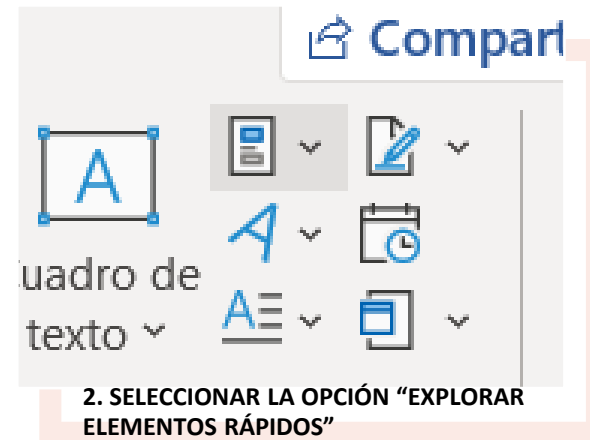 Compart
A
uadro de
texto
2. SELECCIONAR LA OPCIÓN “EXPLORAR
ELEMENTOS RÁPIDOS”